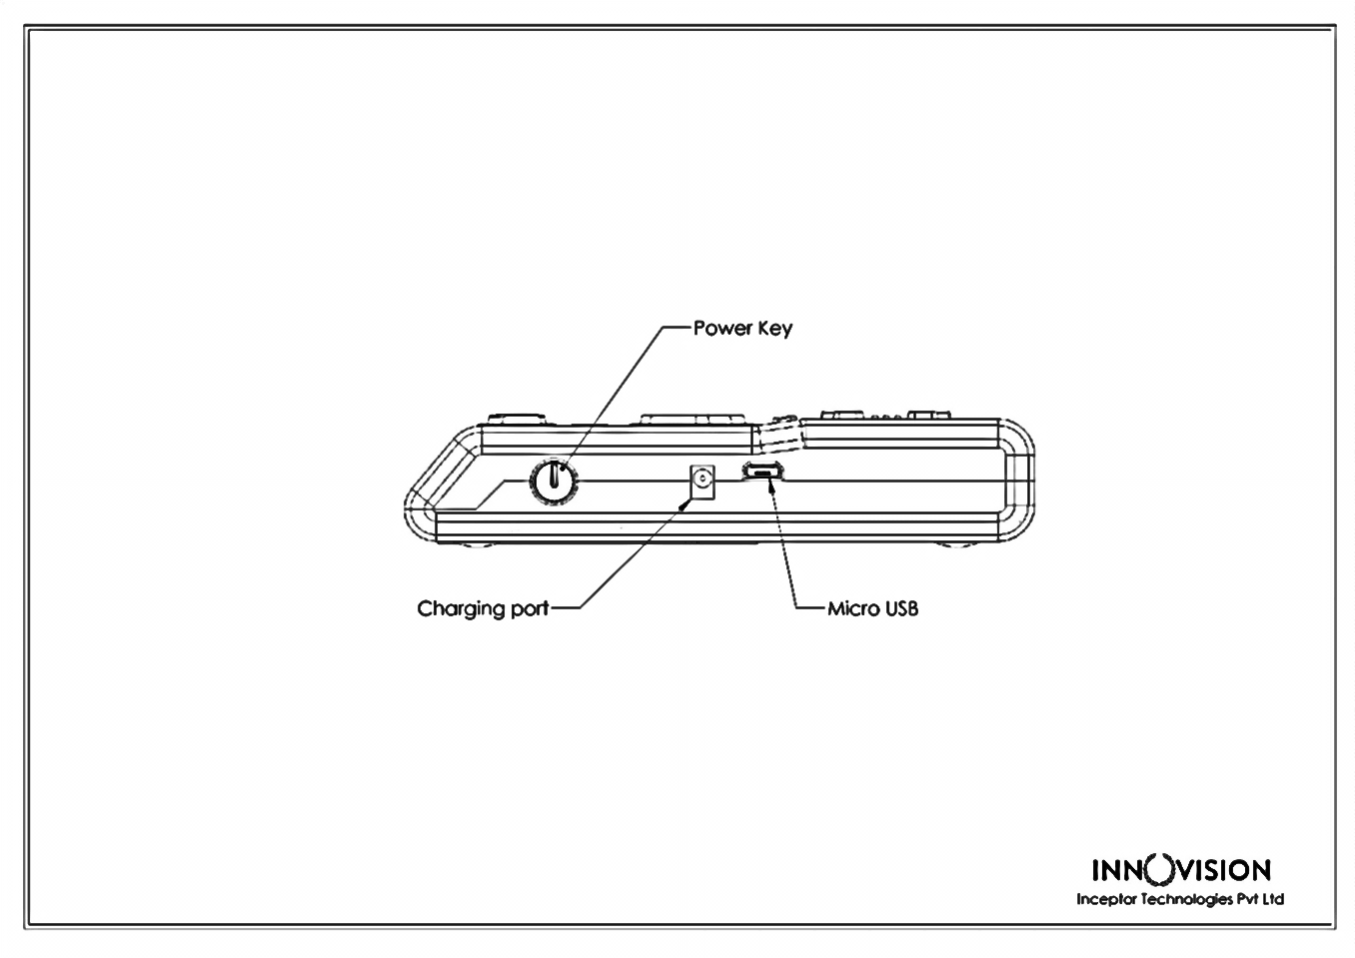 Power Key
Charging port
Micro USB
INNOVISION
Inceptor Technologies Pvt Ltd